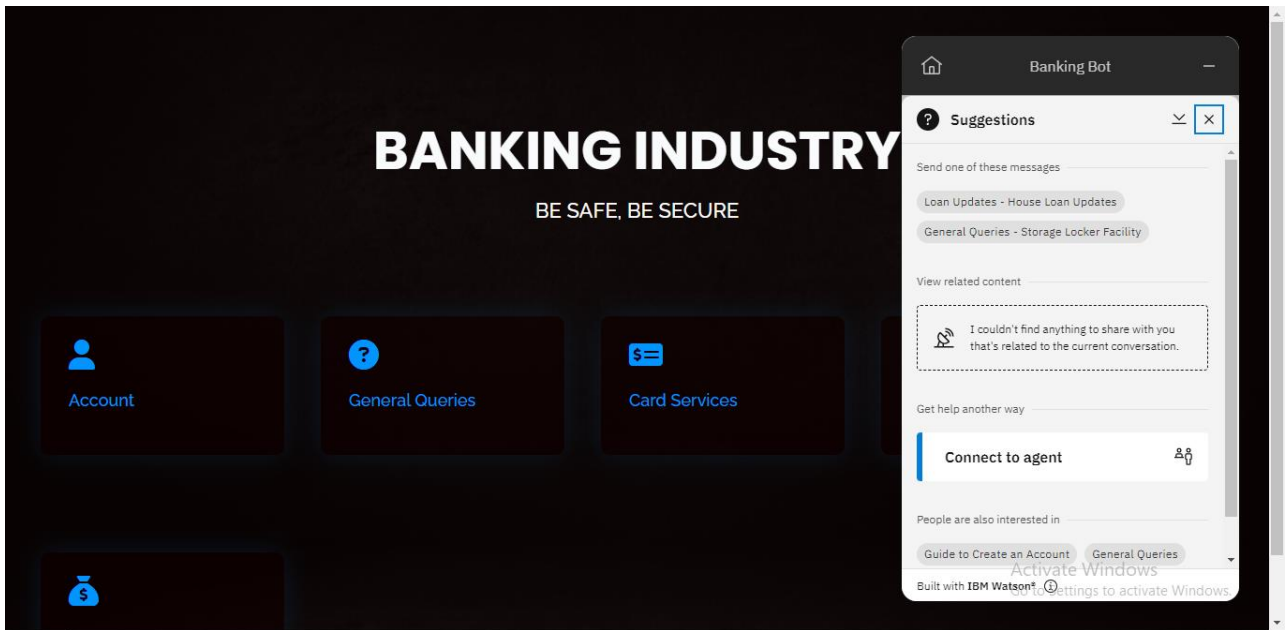 BANKING INDUSTRY
BE SAFE, BE SECURE
Account
General Queries
Card Services
Banking Bot
? Suggestions
Send one of these messages
Loan Updates - House Loan Updates
General Queries - Storage Locker Facility
View related content
I couldn't find anything to share with you
that's related to the current conversation.
Get help another way
Connect to agent
People are also interested in
Guide to Create an Account
General Queries
Built with IBM Watson®
Activate Windows
Go to Settings to activate Windows.